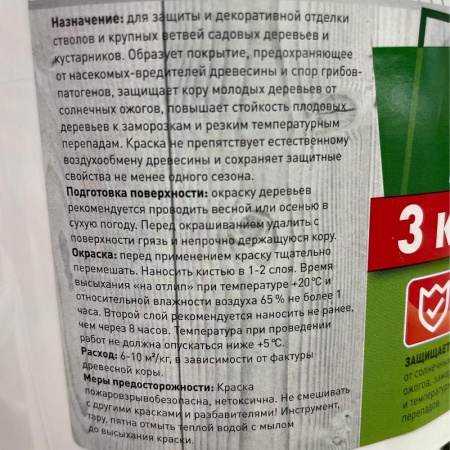 Назначение: для защиты и декоративной отделки
стволов и крупных ветвей садовых деревьев и
кустарников. Образует покрытие, предохраняющее
от насекомых-вредителей древесины и спор грибов-
патогенов, защищает кору молодых деревьев от
солнечных ожогов, повышает стойкость плодовых
деревьев к заморозкам и резким температурным
перепадам. Краска не препятствует естественному
воздухообмену древесины и сохраняет защитные
свойства не менее одного сезона.
Подготовка поверхности: окраску деревьев
рекомендуется проводить весной или осенью в
сухую погоду. Перед окрашиванием удалить с
поверхности грязь и непрочно держащуюся кору.
Окраска: перед применением краску тщательно
перемешать. Наносить кистью в 1-2 слоя. Время
высыхания «на отлип» при температуре +20°С и
относительной влажности воздуха 65 % не более 1
часа. Второй слой рекомендуется наносить не ранее,
чем через 8 часов. Температура при проведении
работ не должна опускаться ниже +5°С.
Расход: 6-10 м²/кг, в зависимости от фактуры
древесной коры.
Меры предосторожности: Краска
пожаровзрывобезопасна, нетоксична. Не смешивать
с другими красками и разбавителями! Инструмент,
тару, пятна отмыть теплой водой с мылом
до высыхания краски.
3 к
ЗАЩИЩАЕТ
от солнечны
ожогов, замор
и температур
перепадов